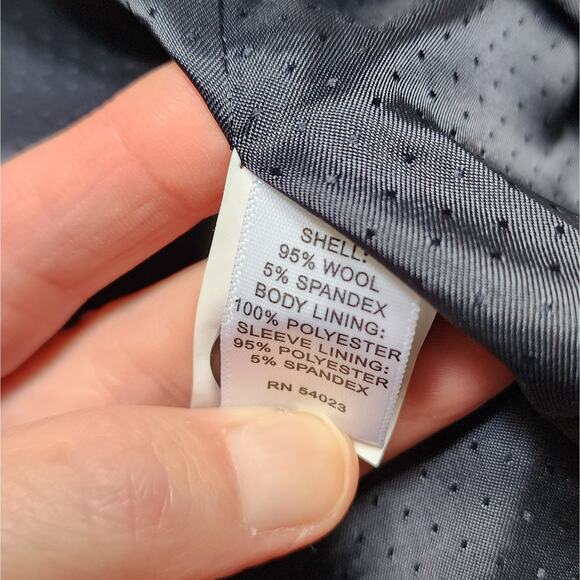 SHELL:
95% WOOL
5% SPANDEX
BODY LINING:
100% POLYESTER
SLEEVE LINING:
95% POLYESTER
5% SPANDEX
RN 54023